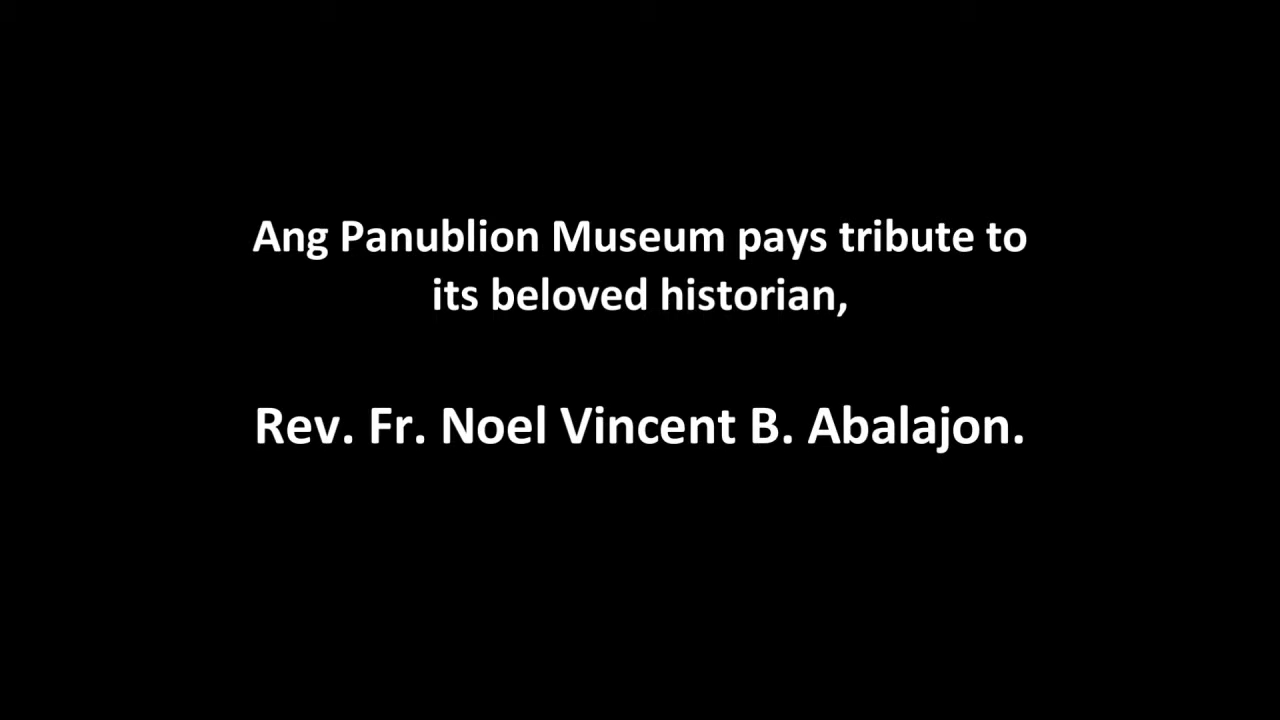 Ang Panublion Museum pays tribute to
its beloved historian,
Rev. Fr. Noel Vincent B. Abalajon.